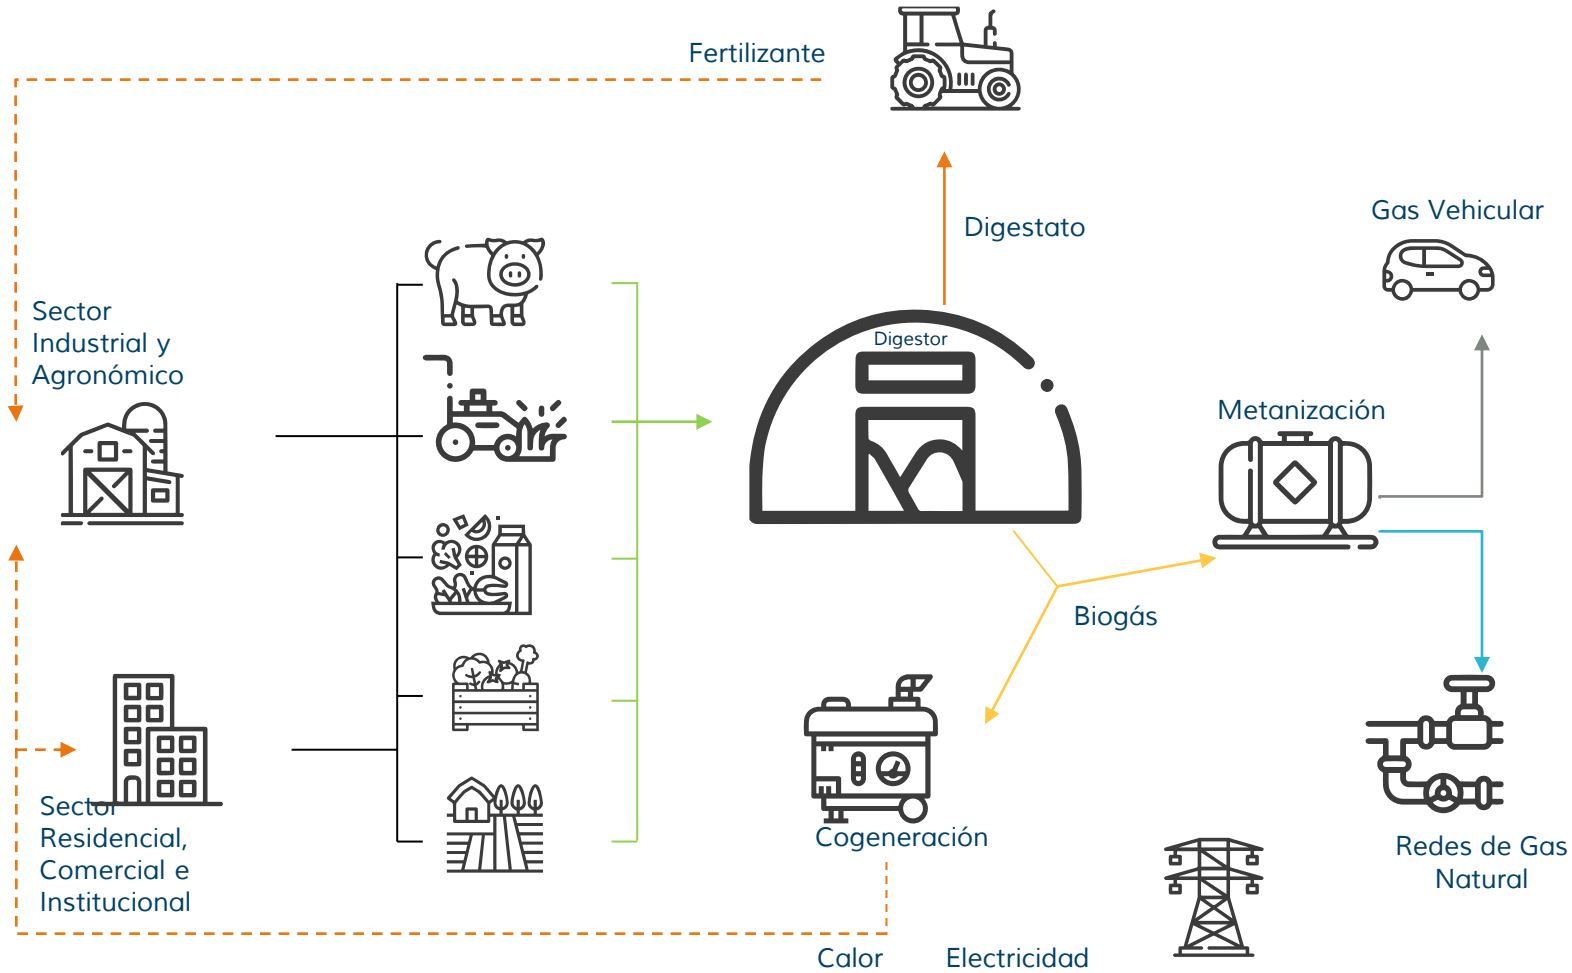 Fertilizante
Digestato
Gas Vehicular
Sector
Industrial y
Agronómico
Digestor
Metanización
Biogás
Sector
Residencial,
Comercial e
Institucional
Cogeneración
Redes de Gas
Natural
Calor
Electricidad